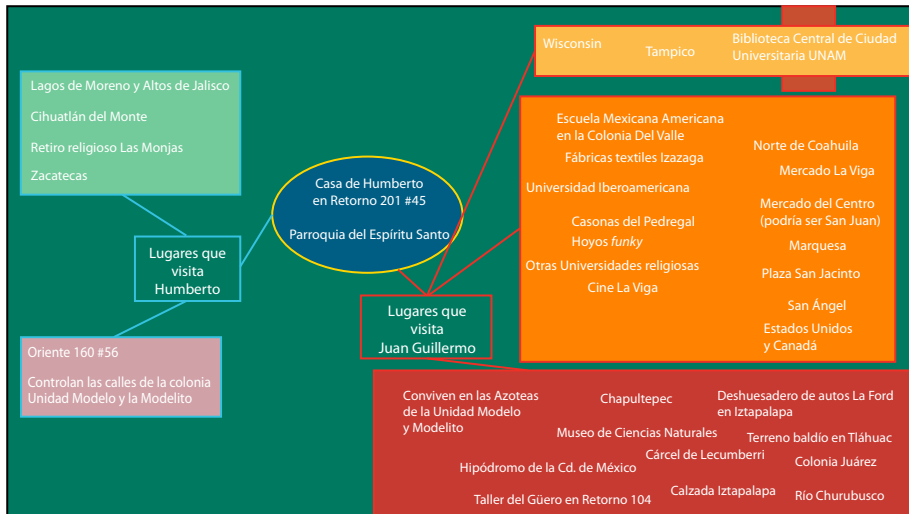 Wisconsin
Tampico
Biblioteca Central de Ciudad
Universitaria UNAM
Lagos de Moreno y Altos de Jalisco
Cihuatlán del Monte
Retiro religioso Las Monjas
Zacatecas
Casa de Humberto
en Retorno 201 #45
Parroquia del Espíritu Santo
Lugares que
visita
Humberto
Escuela Mexicana Americana
en la Colonia Del Valle
Fábricas textiles Izazaga
Universidad Iberoamericana
Casonas del Pedregal
Hoyos funky
Otras Universidades religiosas
Cine La Viga
Norte de Coahuila
Mercado La Viga
Mercado del Centro
(podría ser San Juan)
Marquesa
Plaza San Jacinto
San Ángel
Estados Unidos
y Canadá
Lugares que
visita
Juan Guillermo
Oriente 160 #56
Controlan las calles de la colonia
Unidad Modelo y la Modelito
Conviven en las Azoteas
de la Unidad Modelo
y Modelito
Chapultepec
Deshuesadero de autos La Ford
en Iztapalapa
Museo de Ciencias Naturales
Terreno baldío en Tláhuac
Cárcel de Lecumberri
Colonia Juárez
Hipódromo de la Cd. de México
Calzada Iztapalapa
Río Churubusco
Taller del Güero en Retorno 104